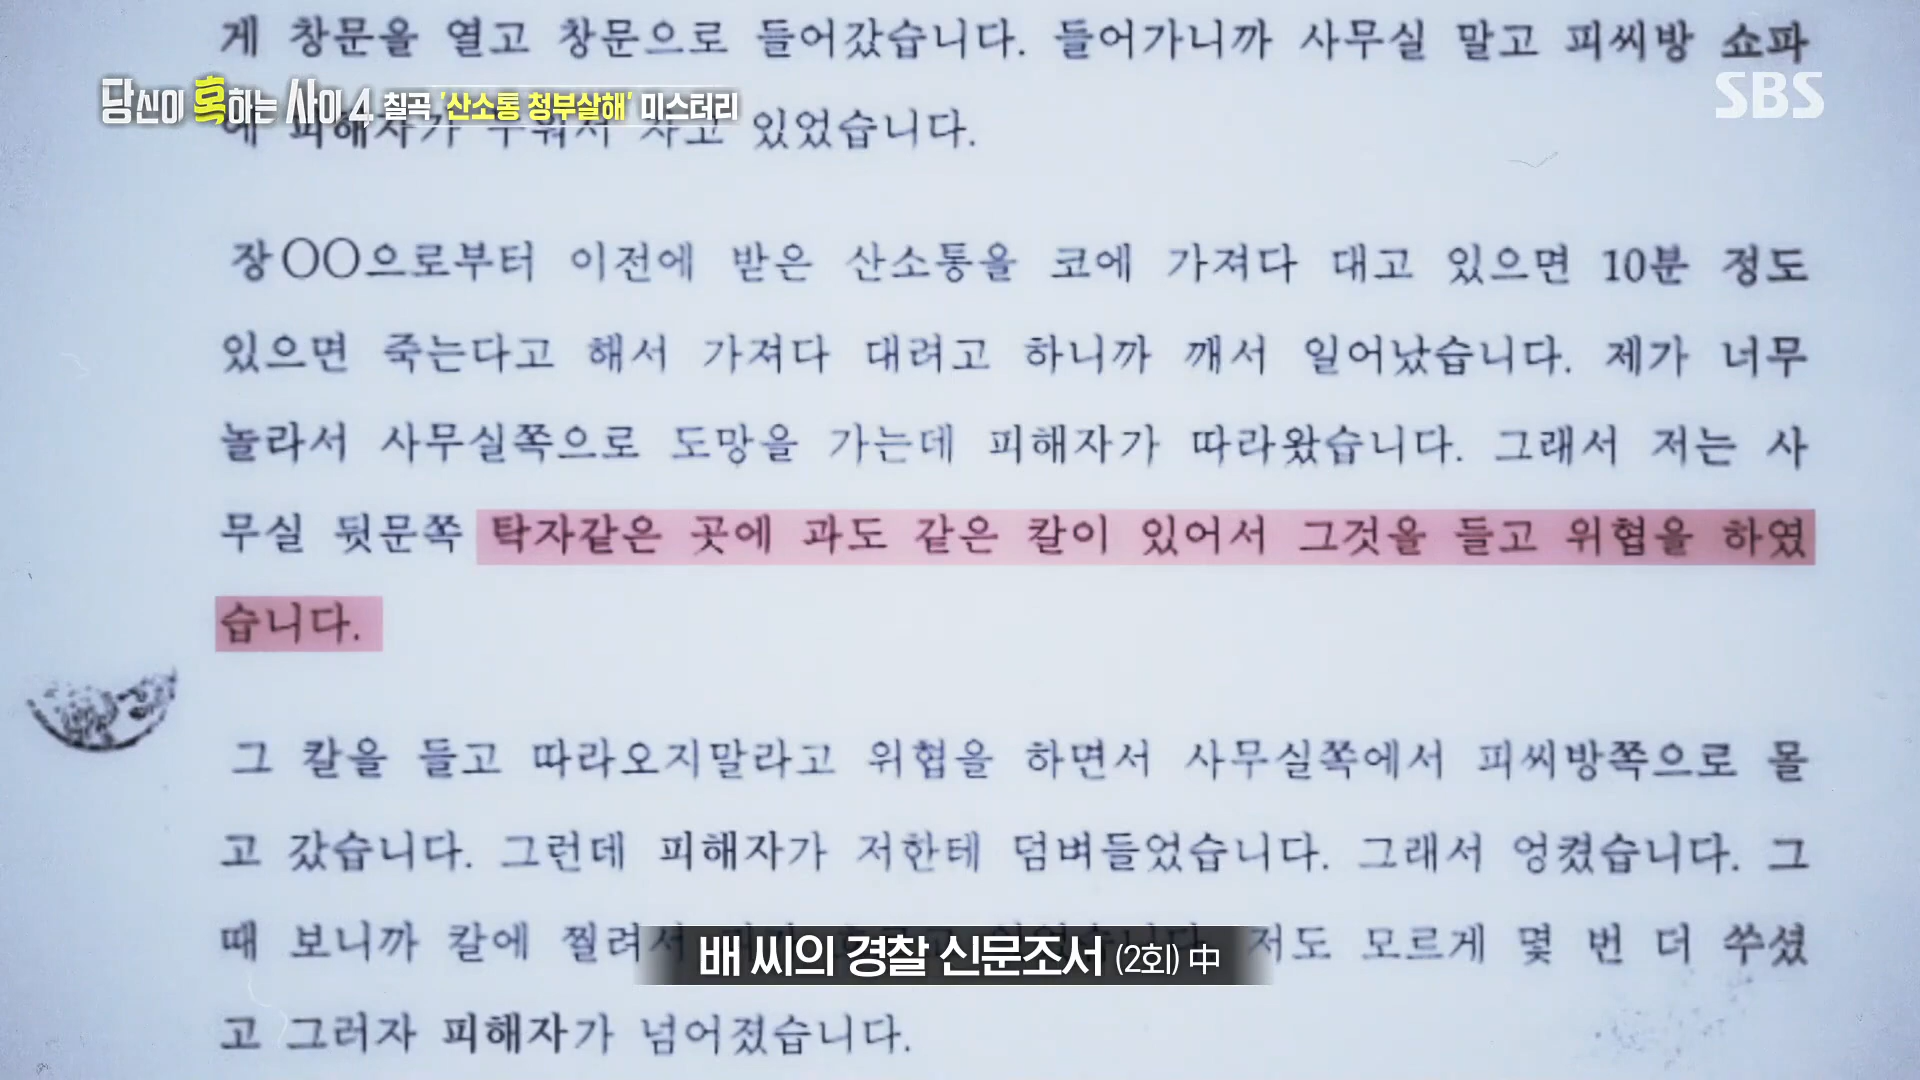 게 창문을 열고 창문으로 들어갔습니다. 들어가니까 사무실 말고 피씨방 쇼파
당신이 혹하는 사이 4 칠곡 '산소통 청부살해' 미스터리
SBS
에 피해자가 누워서 자고 있었습니다.
장○○으로부터 이전에 받은 산소통을 코에 가져다 대고 있으면 10분 정도
있으면 죽는다고 해서 가져다 대려고 하니까 깨서 일어났습니다. 제가 너무
놀라서 사무실쪽으로 도망을 가는데 피해자가 따라왔습니다. 그래서 저는 사
무실 뒷문쪽 탁자같은 곳에 과도 같은 칼이 있어서 그것을 들고 위협을 하였
습니다.
그 칼을 들고 따라오지말라고 위협을 하면서 사무실쪽에서 피씨방쪽으로 몰
고 갔습니다. 그런데 피해자가 저한테 덤벼들었습니다. 그래서 엉켰습니다. 그
때 보니까 칼에 찔려서 저도 모르게 몇 번 더 쑤셨
배 씨의 경찰 신문조서 (2회) 中
고 그러자 피해자가 넘어졌습니다.